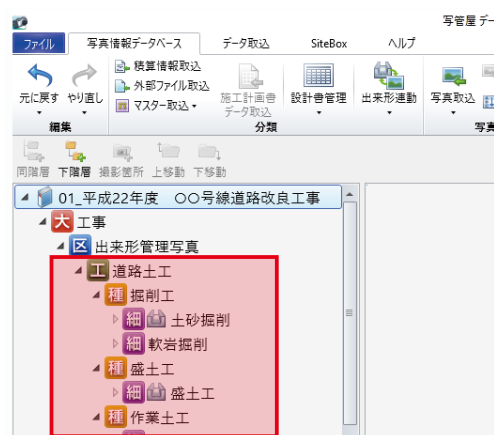 写管屋 デー
ファイル 写真情報データベース データ取込 SiteBox ヘルプ
元に戻す やり直し 積算情報取込 外部ファイル取込 マスター取込 施工計画書 データ取込 設計書管理 出来形連動 写真取込
編集 分類 写真
同階層 下階層 撮影箇所 上移動 下移動
01_平成22年度 〇〇号線道路改良工事
大 工事
区 出来形管理写真
工 道路土工
種 掘削工
細 土砂掘削
細 軟岩掘削
種 盛土工
細 盛土工
種 作業土工